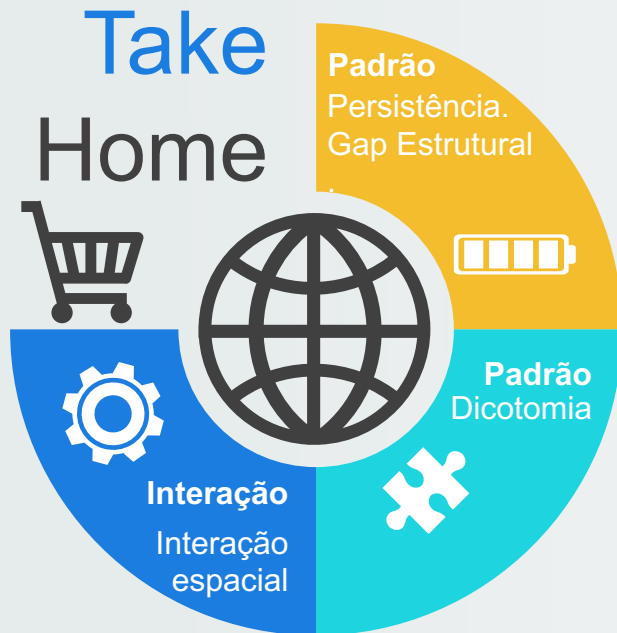 Take
Home
Padrão
Persistência.
Gap Estrutural
.
Padrão
Dicotomia
Interação
Interação
espacial